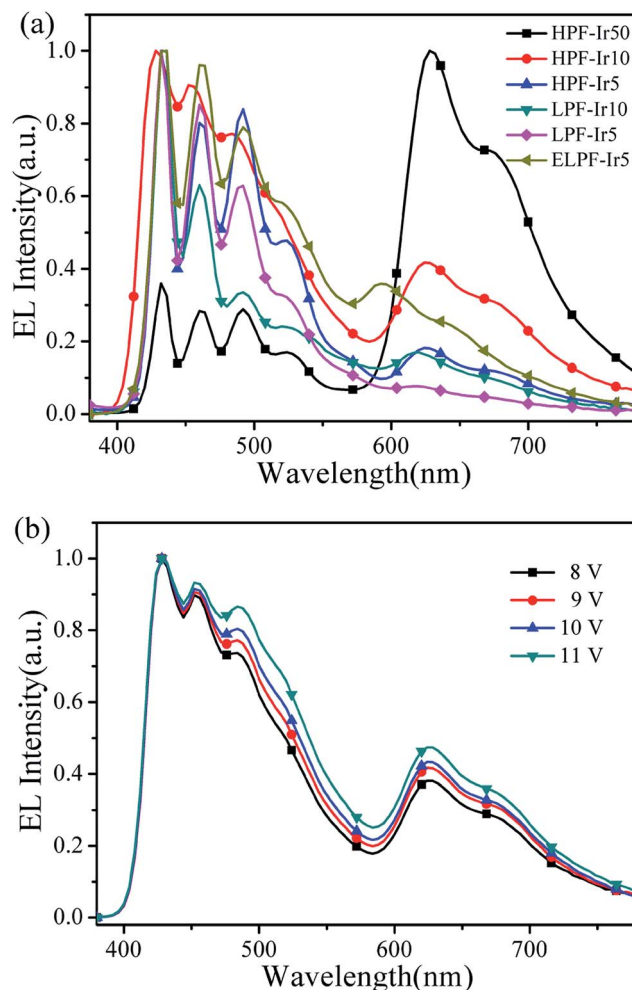 (a)
HPF-Ir50
HPF-Ir10
HPF-Ir5
LPF-Ir10
LPF-Ir5
ELPF-Ir5
EL Intensity(a.u.)
1.0
0.8
0.6
0.4
0.2
0.0
400 500 600 700
Wavelength(nm)
(b)
8 V
9 V
10 V
11 V
EL Intensity(a.u.)
1.0
0.8
0.6
0.4
0.2
0.0
400 500 600 700
Wavelength(nm)